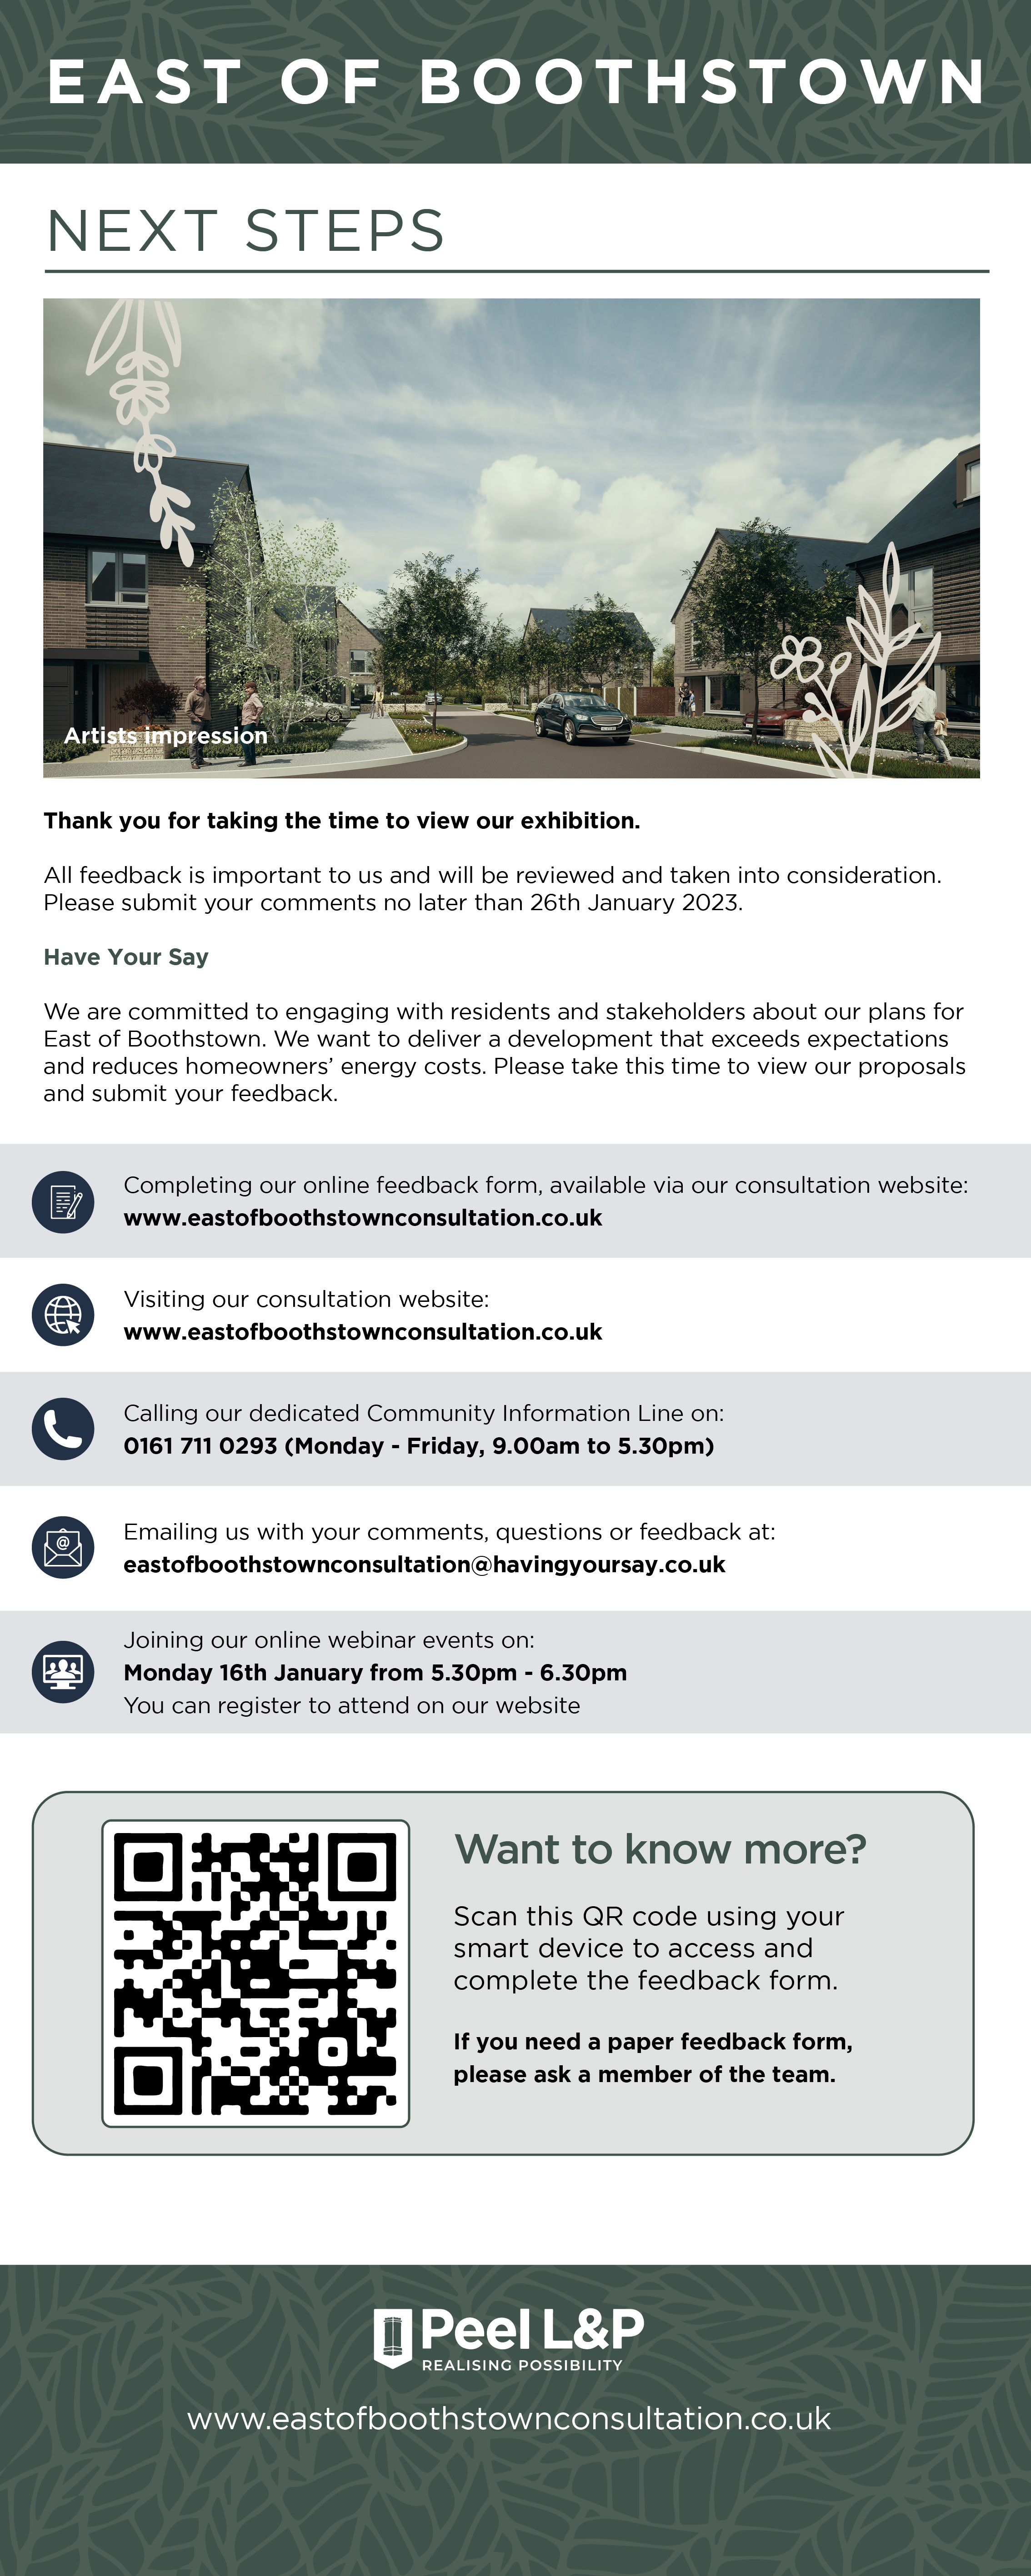 EAST OF BOOTHSTOWN
NEXT STEPS
Artists impression
Thank you for taking the time to view our exhibition.
All feedback is important to us and will be reviewed and taken into consideration.
Please submit your comments no later than 26th January 2023.
Have Your Say
We are committed to engaging with residents and stakeholders about our plans for
East of Boothstown. We want to deliver a development that exceeds expectations
and reduces homeowners’ energy costs. Please take this time to view our proposals
and submit your feedback.
Completing our online feedback form, available via our consultation website:
www.eastofboothstownconsultation.co.uk
Visiting our consultation website:
www.eastofboothstownconsultation.co.uk
Calling our dedicated Community Information Line on:
0161 711 0293 (Monday - Friday, 9.00am to 5.30pm)
@
Emailing us with your comments, questions or feedback at:
eastofboothstownconsultation@havingyoursay.co.uk
Joining our online webinar events on:
Monday 16th January from 5.30pm - 6.30pm
You can register to attend on our website
Want to know more?
Scan this QR code using your
smart device to access and
complete the feedback form.
If you need a paper feedback form,
please ask a member of the team.
Peel L&P
REALISING POSSIBILITY
www.eastofboothstownconsultation.co.uk